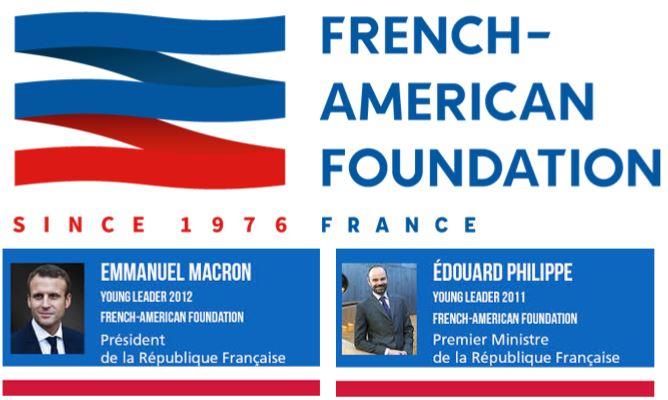 FRENCH-
AMERICAN
FOUNDATION
SINCE 1976 FRANCE
EMMANUEL MACRON
YOUNG LEADER 2012
FRENCH-AMERICAN FOUNDATION
Président
de la République Française
ÉDOUARD PHILIPPE
YOUNG LEADER 2011
FRENCH-AMERICAN FOUNDATION
Premier Ministre
de la République Française